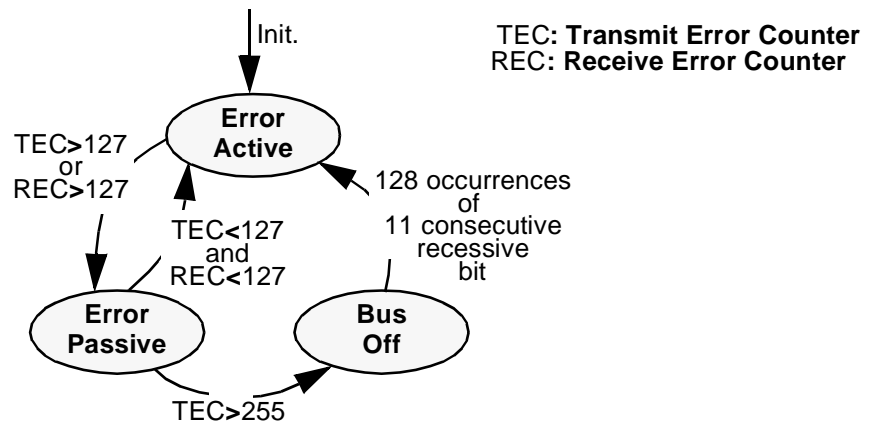 Init.
TEC: Transmit Error Counter
REC: Receive Error Counter
Error
Active
TEC>127
or
REC>127
TEC<127
and
REC<127
128 occurrences
of
11 consecutive
recessive
bit
Error
Passive
Bus
Off
TEC>255